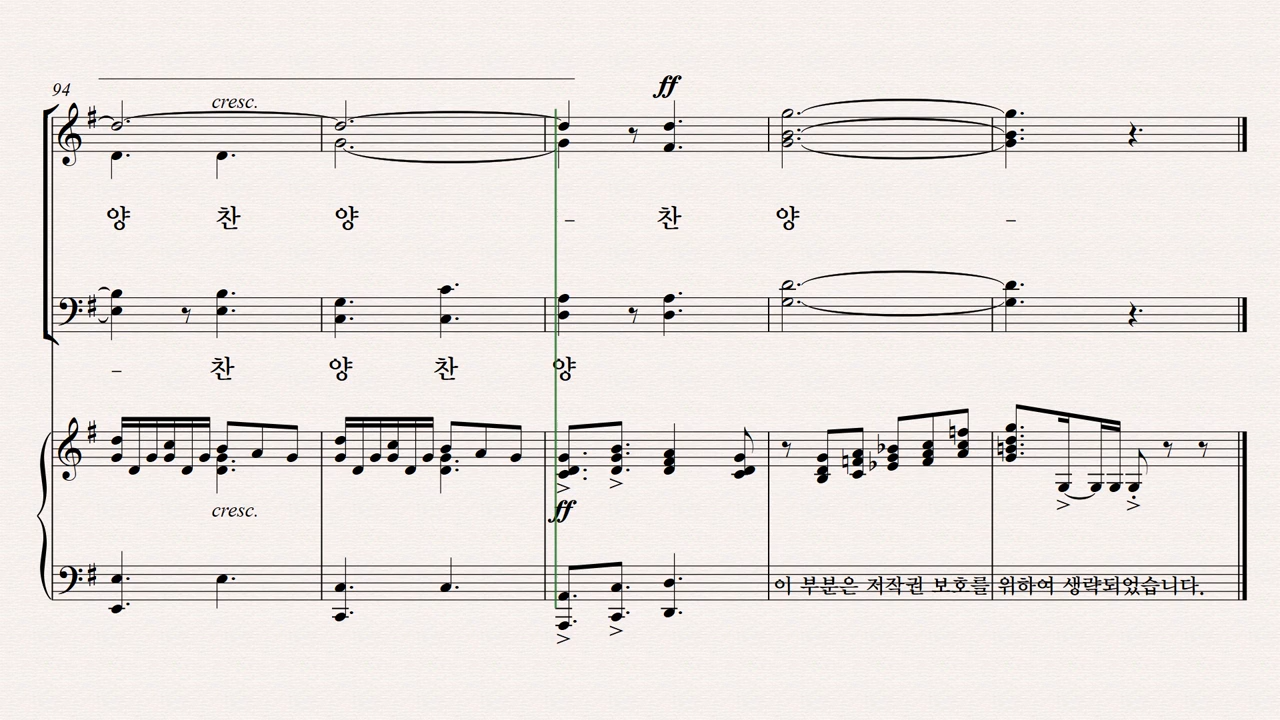 94
cresc.
ff
양 찬 양 - 찬 양 -
- 찬 양 찬 양
cresc.
ff
이 부분은 저작권 보호를 위하여 생략되었습니다.